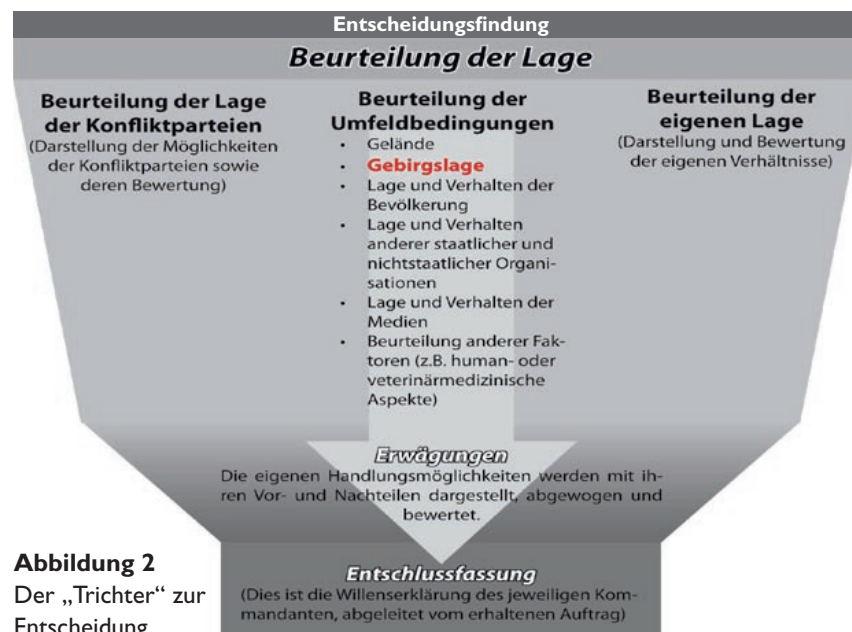 Entscheidungsfindung
Beurteilung der Lage
Beurteilung der Lage
der Konfliktparteien
(Darstellung der Möglichkeiten
der Konfliktparteien sowie
deren Bewertung)
Beurteilung der
Umfeldbedingungen
• Gelände
• Gebirgslage
• Lage und Verhalten der
Bevölkerung
• Lage und Verhalten
anderer staatlicher und
nichtstaatlicher Organi-
sationen
• Lage und Verhalten der
Medien
• Beurteilung anderer Fak-
toren (z.B. human- oder
veterinärmedizinische
Aspekte)
Beurteilung der
eigenen Lage
(Darstellung und Bewertung
der eigenen Verhältnisse)
Erwägungen
Die eigenen Handlungsmöglichkeiten werden mit ih-
ren Vor- und Nachteilen dargestellt, abgewogen und
bewertet.
Entschlussfassung
(Dies ist die Willenserklärung des jeweiligen Kom-
mandanten, abgeleitet vom erhaltenen Auftrag)
Abbildung 2
Der „Trichter“ zur
Entscheidung